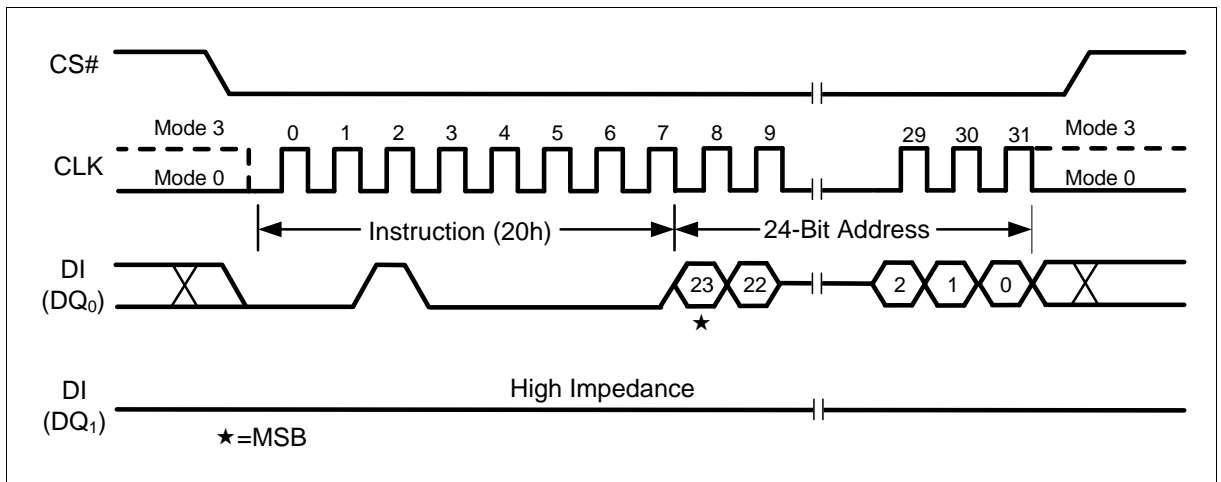 CS#
Mode 3
0 1 2 3 4 5 6 7 8 9 29 30 31
Mode 3
CLK
Mode 0
Mode 0
Instruction (20h)
24-Bit Address
DI
(DQ0)
23 22 2 1 0
★
High Impedance
DI
(DQ1)
★=MSB